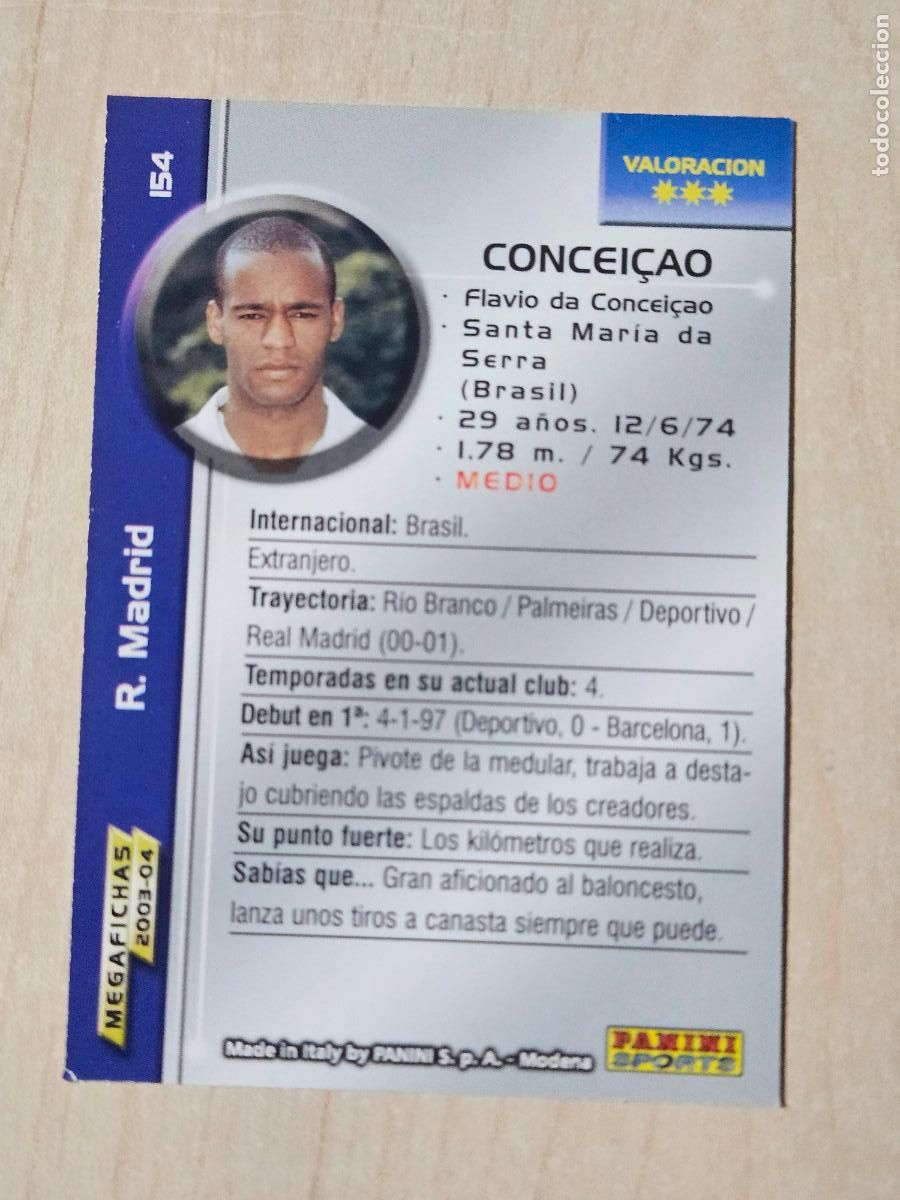 154
R. Madrid
MEGAFICHAS
2003-04
VALORACION
CONCEIÇAO
· Flavio da Conceiçao
· Santa María da
Serra
(Brasil)
· 29 años. 12/6/74
· 1.78 m. / 74 Kgs.
· MEDIO
Internacional: Brasil.
Extranjero.
Trayectoria: Rio Branco / Palmeiras / Deportivo /
Real Madrid (00-01).
Temporadas en su actual club: 4.
Debut en 1ª: 4-1-97 (Deportivo, 0 - Barcelona, 1).
Así juega: Pivote de la medular, trabaja a desta-
jo cubriendo las espaldas de los creadores.
Su punto fuerte: Los kilómetros que realiza.
Sabías que... Gran aficionado al baloncesto,
lanza unos tiros a canasta siempre que puede.
Made in Italy by PANINI S. p. A. - Modena
PANINI
SPORTS
todocoleccion